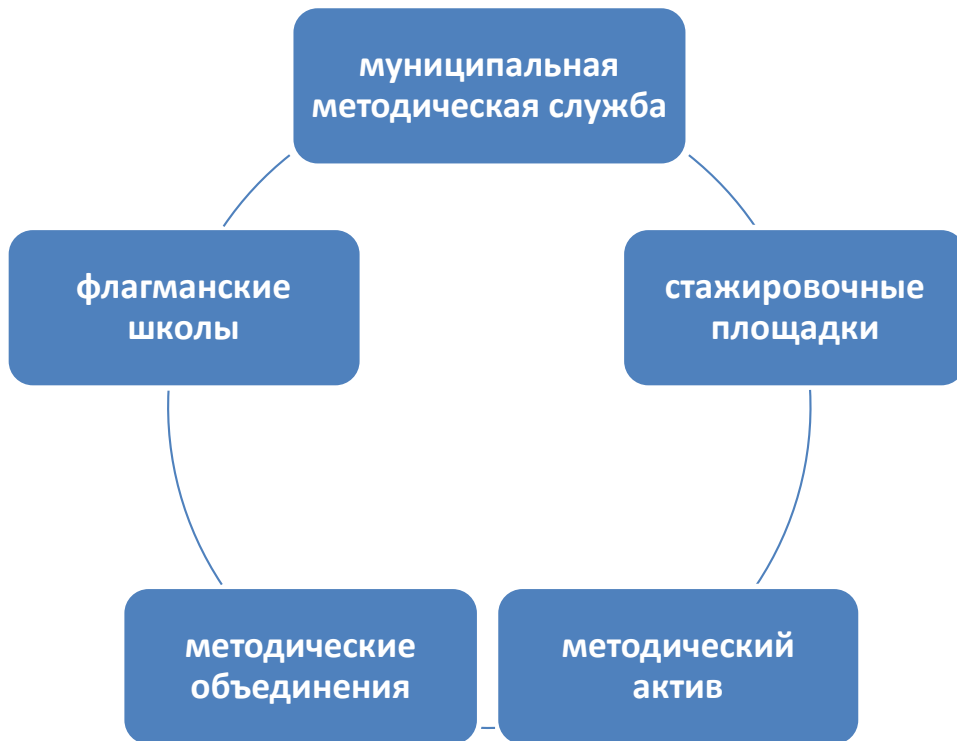 муниципальная
методическая служба
флагманские
школы
стажировочные
площадки
методические
объединения
методический
актив